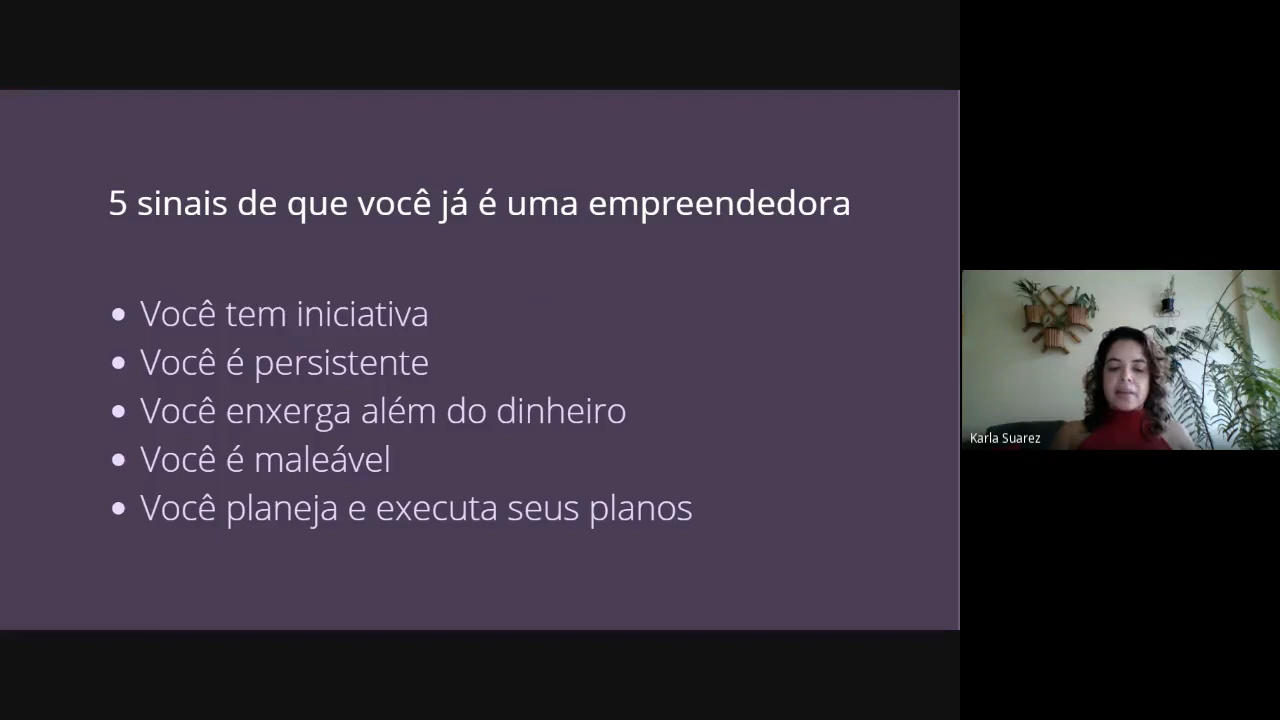 5 sinais de que você já é uma empreendedora
• Você tem iniciativa
• Você é persistente
• Você enxerga além do dinheiro
• Você é maleável
• Você planeja e executa seus planos
Karla Suarez